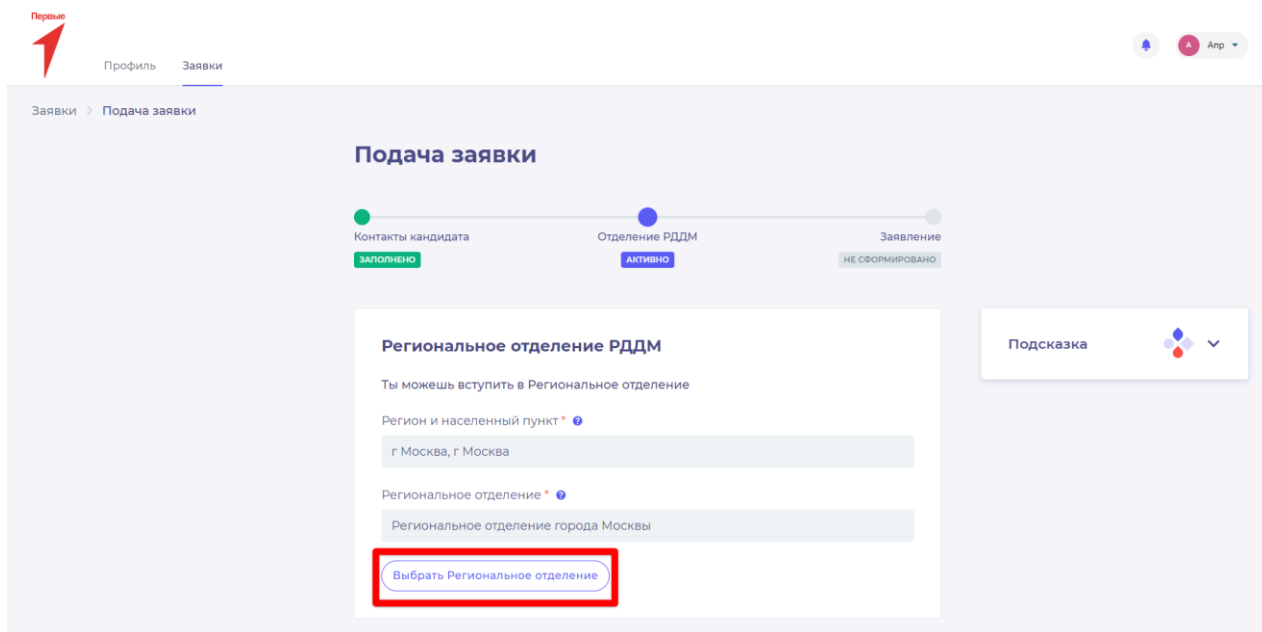 Первые
Профиль Заявки
А Апр
Заявки > Подача заявки
Подача заявки
Контакты кандидата Отделение РДДМ Заявление
ЗАПОЛНЕНО АКТИВНО НЕ СФОРМИРОВАНО
Региональное отделение РДДМ
Подсказка
Ты можешь вступить в Региональное отделение
Регион и населенный пункт * ?
г Москва, г Москва
Региональное отделение * ?
Региональное отделение города Москвы
Выбрать Региональное отделение